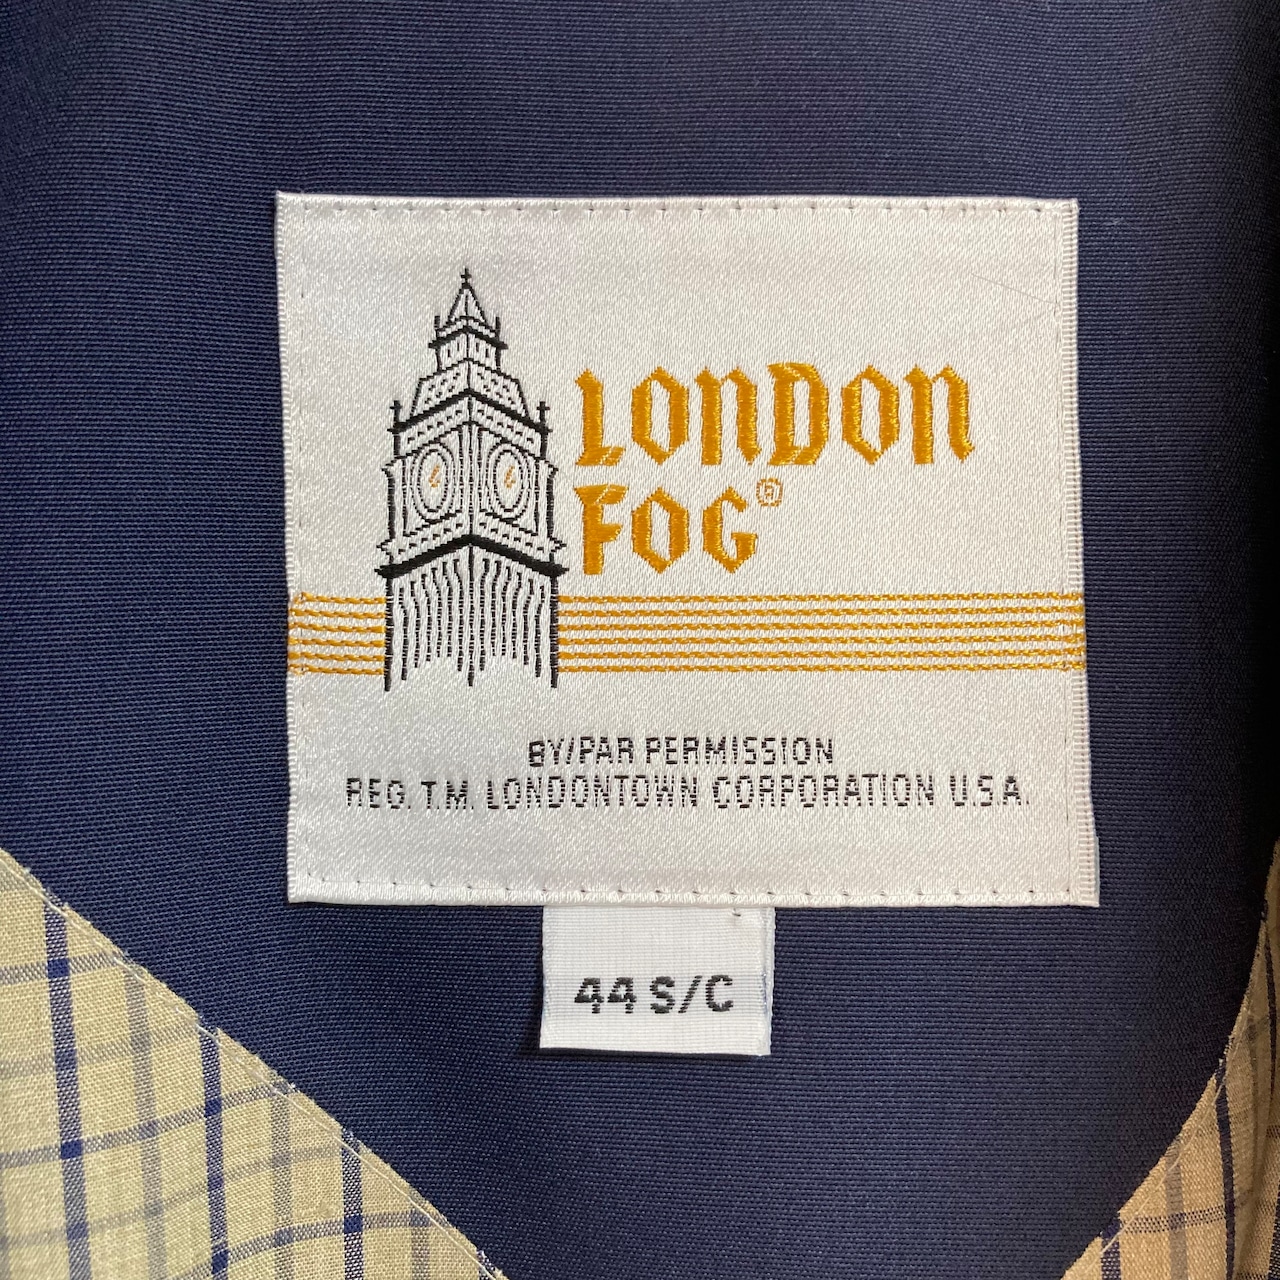 LONDON
FOG®
BY/PAR PERMISSION
REG. T.M. LONDONTOWN CORPORATION U.S.A.
44 S/C